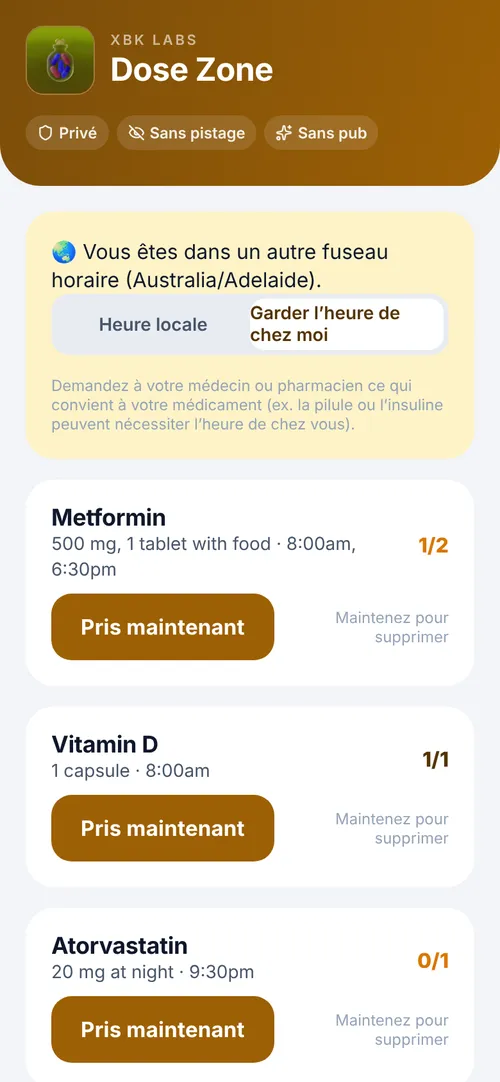 XBK LABS
Dose Zone
Privé
Sans pistage
Sans pub
🌏 Vous êtes dans un autre fuseau
horaire (Australia/Adelaide).
Heure locale
Garder l’heure de
chez moi
Demandez à votre médecin ou pharmacien ce qui
convient à votre médicament (ex. la pilule ou l’insuline
peuvent nécessiter l’heure de chez vous).
Metformin
500 mg, 1 tablet with food · 8:00am,
6:30pm
1/2
Pris maintenant
Maintenez pour
supprimer
Vitamin D
1 capsule · 8:00am
1/1
Pris maintenant
Maintenez pour
supprimer
Atorvastatin
20 mg at night · 9:30pm
0/1
Pris maintenant
Maintenez pour
supprimer